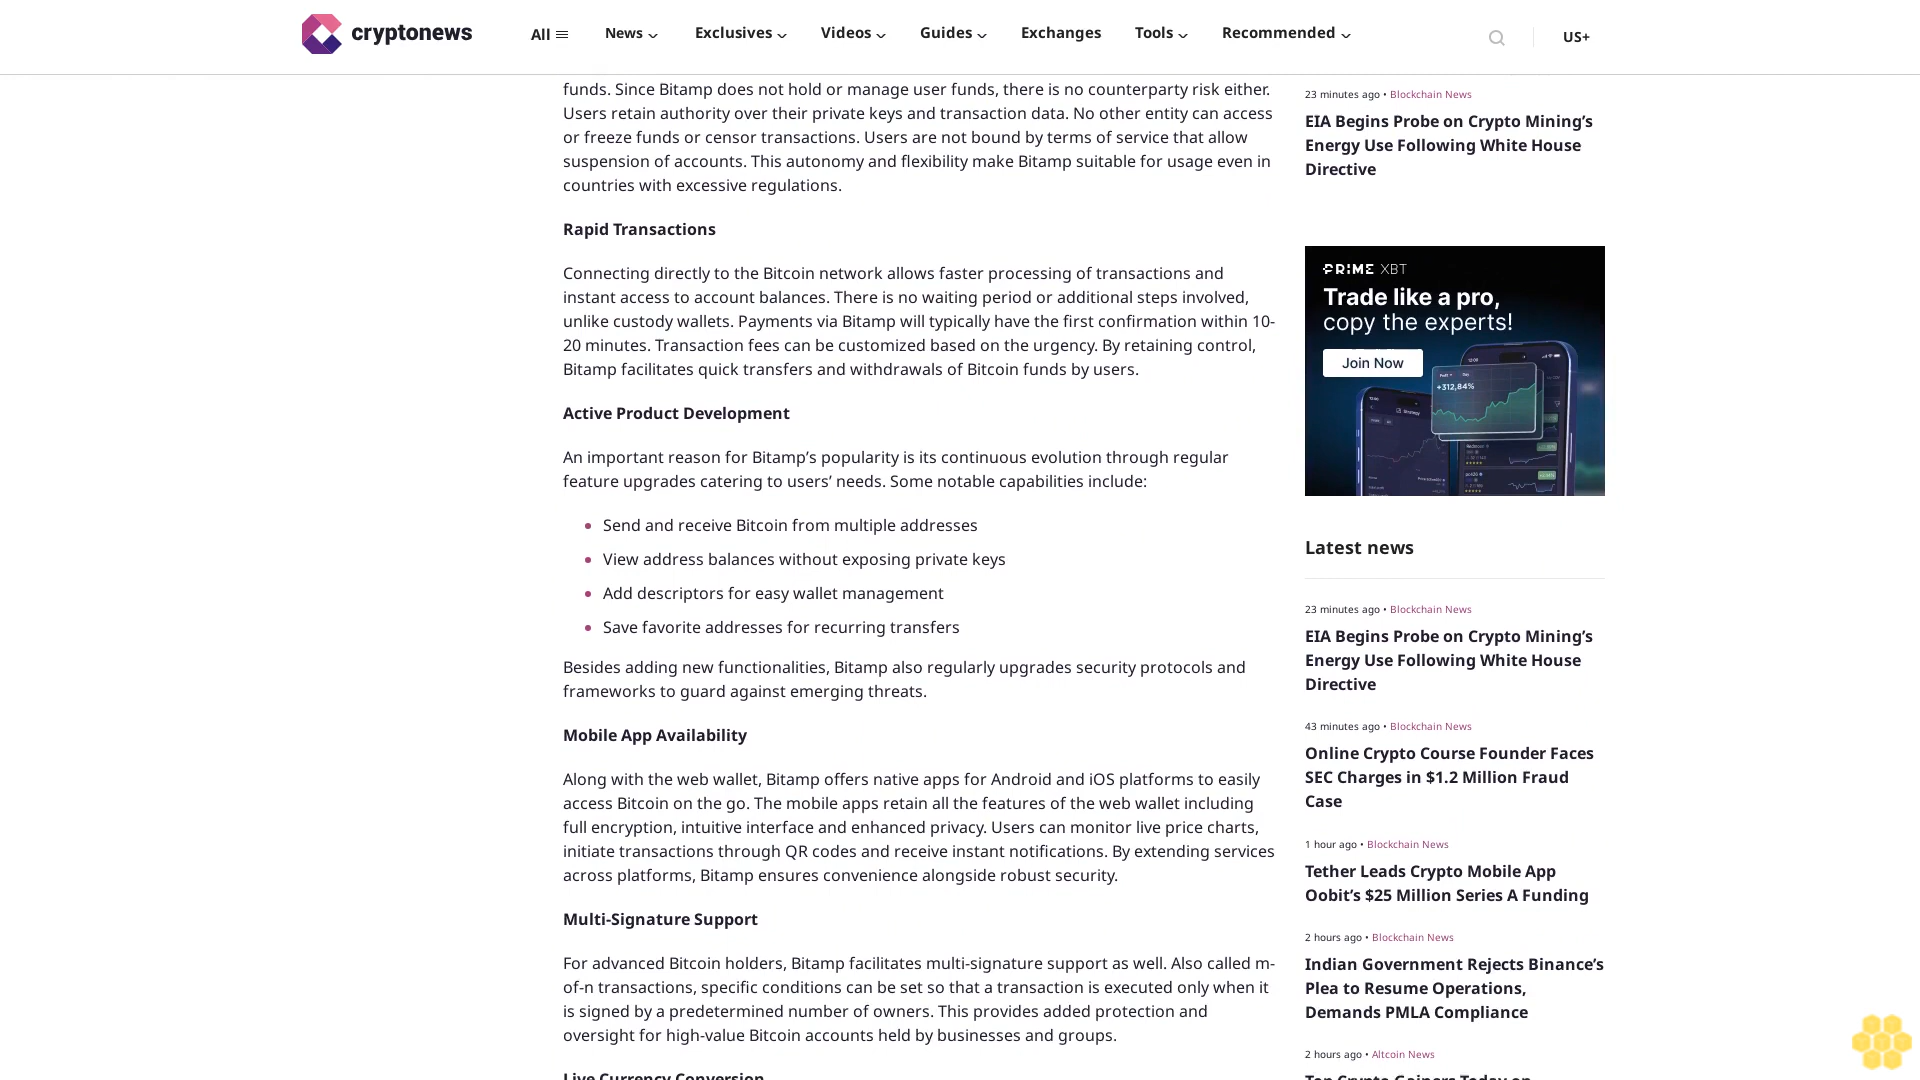 cryptonews
All
News
Exclusives
Videos
Guides
Exchanges
Tools
Recommended
US+
funds. Since Bitamp does not hold or manage user funds, there is no counterparty risk either.
Users retain authority over their private keys and transaction data. No other entity can access
or freeze funds or censor transactions. Users are not bound by terms of service that allow
suspension of accounts. This autonomy and flexibility make Bitamp suitable for usage even in
countries with excessive regulations.
Rapid Transactions
Connecting directly to the Bitcoin network allows faster processing of transactions and
instant access to account balances. There is no waiting period or additional steps involved,
unlike custody wallets. Payments via Bitamp will typically have the first confirmation within 10-
20 minutes. Transaction fees can be customized based on the urgency. By retaining control,
Bitamp facilitates quick transfers and withdrawals of Bitcoin funds by users.
Active Product Development
An important reason for Bitamp’s popularity is its continuous evolution through regular
feature upgrades catering to users’ needs. Some notable capabilities include:
Send and receive Bitcoin from multiple addresses
View address balances without exposing private keys
Add descriptors for easy wallet management
Save favorite addresses for recurring transfers
Besides adding new functionalities, Bitamp also regularly upgrades security protocols and
frameworks to guard against emerging threats.
Mobile App Availability
Along with the web wallet, Bitamp offers native apps for Android and iOS platforms to easily
access Bitcoin on the go. The mobile apps retain all the features of the web wallet including
full encryption, intuitive interface and enhanced privacy. Users can monitor live price charts,
initiate transactions through QR codes and receive instant notifications. By extending services
across platforms, Bitamp ensures convenience alongside robust security.
Multi-Signature Support
For advanced Bitcoin holders, Bitamp facilitates multi-signature support as well. Also called m-
of-n transactions, specific conditions can be set so that a transaction is executed only when it
is signed by a predetermined number of owners. This provides added protection and
oversight for high-value Bitcoin accounts held by businesses and groups.
Live Currency Conversion
23 minutes ago • Blockchain News
EIA Begins Probe on Crypto Mining’s
Energy Use Following White House
Directive
PRIME XBT
Trade like a pro,
copy the experts!
Join Now
+312,84%
Latest news
23 minutes ago • Blockchain News
EIA Begins Probe on Crypto Mining’s
Energy Use Following White House
Directive
43 minutes ago • Blockchain News
Online Crypto Course Founder Faces
SEC Charges in $1.2 Million Fraud
Case
1 hour ago • Blockchain News
Tether Leads Crypto Mobile App
Oobit’s $25 Million Series A Funding
2 hours ago • Blockchain News
Indian Government Rejects Binance’s
Plea to Resume Operations,
Demands PMLA Compliance
2 hours ago • Altcoin News
Top Crypto Gainers Today on